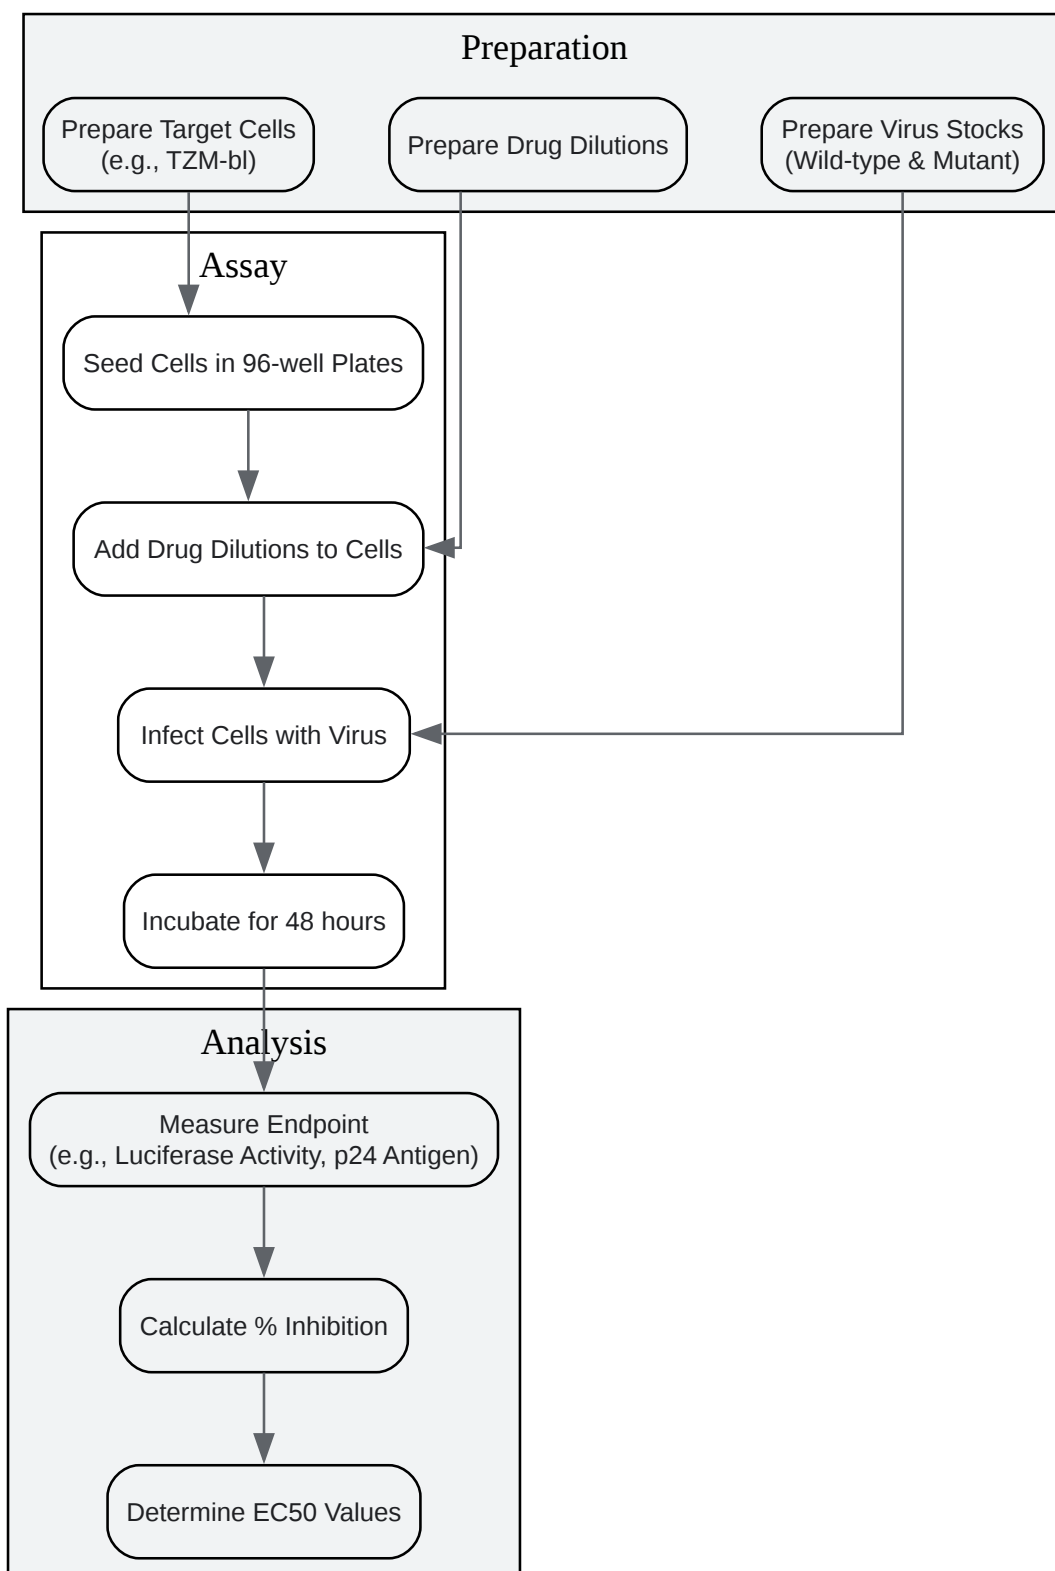 Preparation
Prepare Target Cells
(e.g., TZM-bl)
Prepare Drug Dilutions
Prepare Virus Stocks
(Wild-type & Mutant)
Assay
Seed Cells in 96-well Plates
Add Drug Dilutions to Cells
Infect Cells with Virus
Incubate for 48 hours
Analysis
Measure Endpoint
(e.g., Luciferase Activity, p24 Antigen)
Calculate % Inhibition
Determine EC50 Values